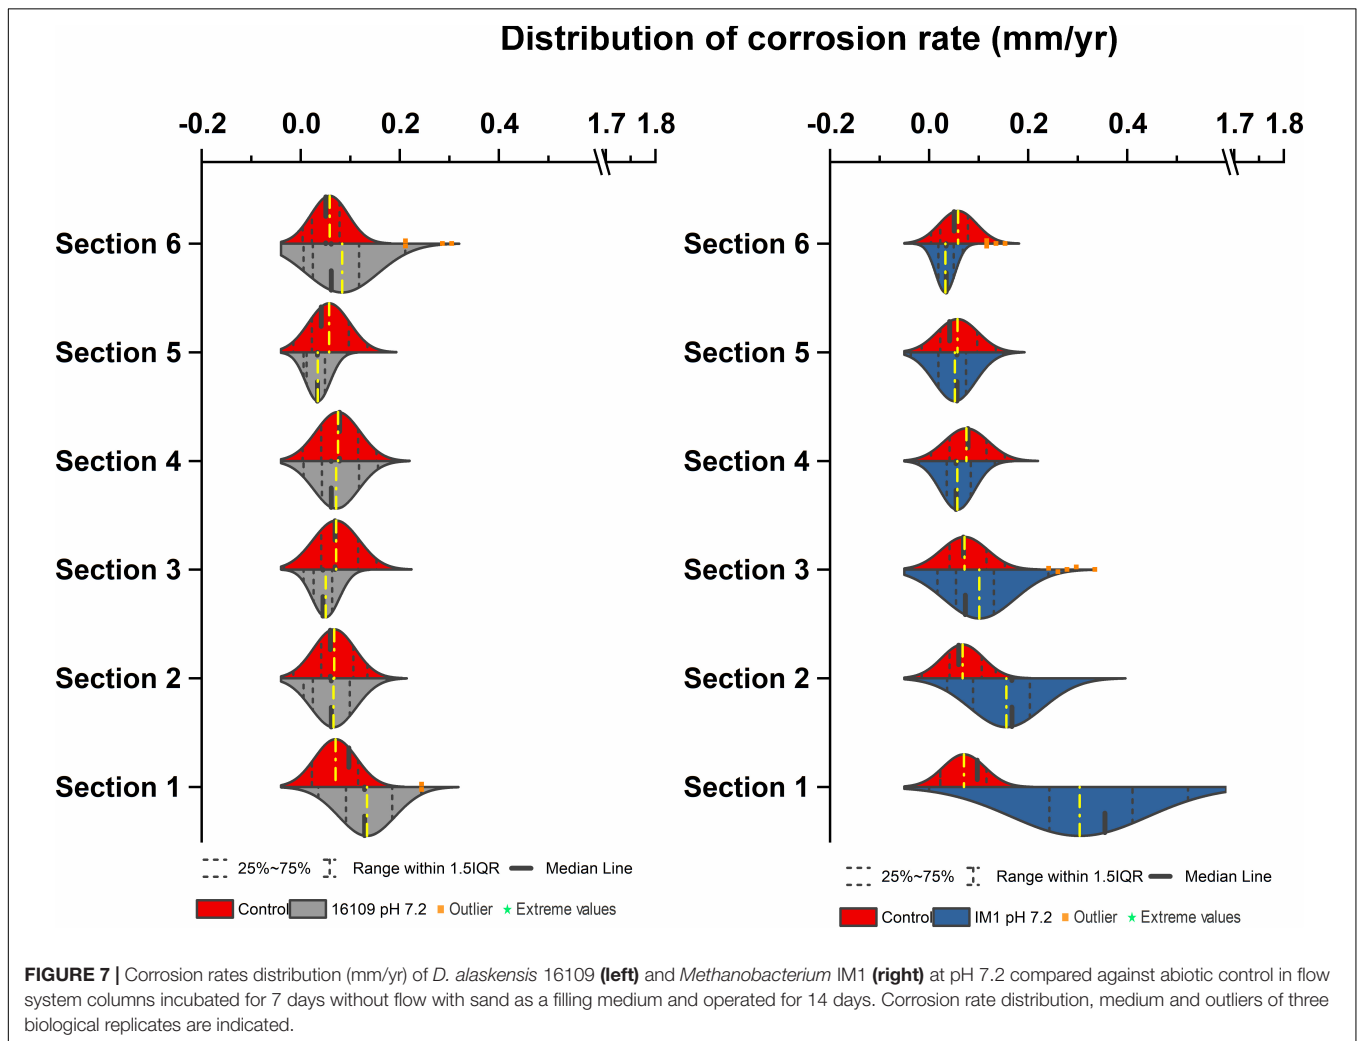 Distribution of corrosion rate (mm/yr)
-0.2 0.0 0.2 0.4 1.7 1.8
Section 6
Section 5
Section 4
Section 3
Section 2
Section 1
25%~75% Range within 1.5IQR Median Line
Control 16109 pH 7.2 Outlier Extreme values
-0.2 0.0 0.2 0.4 1.7 1.8
Section 6
Section 5
Section 4
Section 3
Section 2
Section 1
25%~75% Range within 1.5IQR Median Line
Control IM1 pH 7.2 Outlier Extreme values
FIGURE 7 | Corrosion rates distribution (mm/yr) of D. alaskensis 16109 (left) and Methanobacterium IM1 (right) at pH 7.2 compared against abiotic control in flow
system columns incubated for 7 days without flow with sand as a filling medium and operated for 14 days. Corrosion rate distribution, medium and outliers of three
biological replicates are indicated.